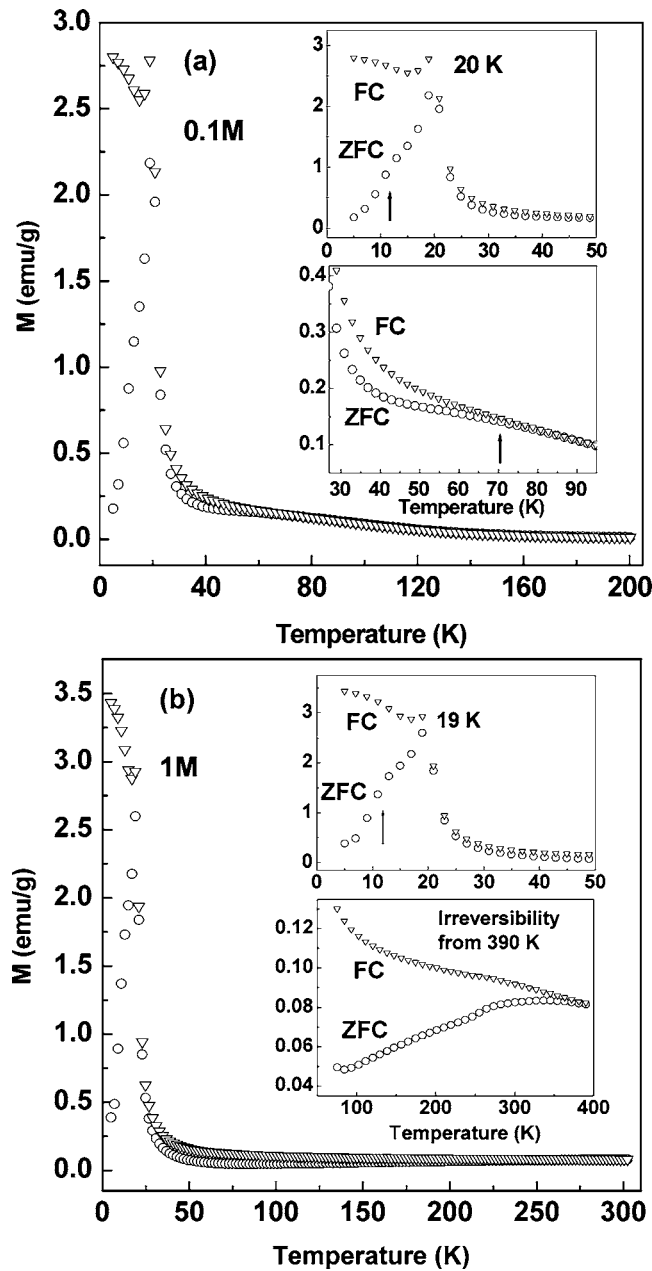 3.0
2.5
2.0
1.5
1.0
0.5
0.0
M (emu/g)
(a)
0.1M
3
2
1
0
FC
20 K
ZFC
0 10 20 30 40 50
0.4
0.3
0.2
0.1
FC
ZFC
30 40 50 60 70 80 90
Temperature (K)
0 40 80 120 160 200
Temperature (K)
3.5
3.0
2.5
2.0
1.5
1.0
0.5
0.0
M (emu/g)
(b)
1M
3
2
1
0
FC
19 K
ZFC
0 10 20 30 40 50
0.12
0.10
0.08
0.06
0.04
Irreversibility
from 390 K
FC
ZFC
100 200 300 400
Temperature (K)
0 50 100 150 200 250 300
Temperature (K)